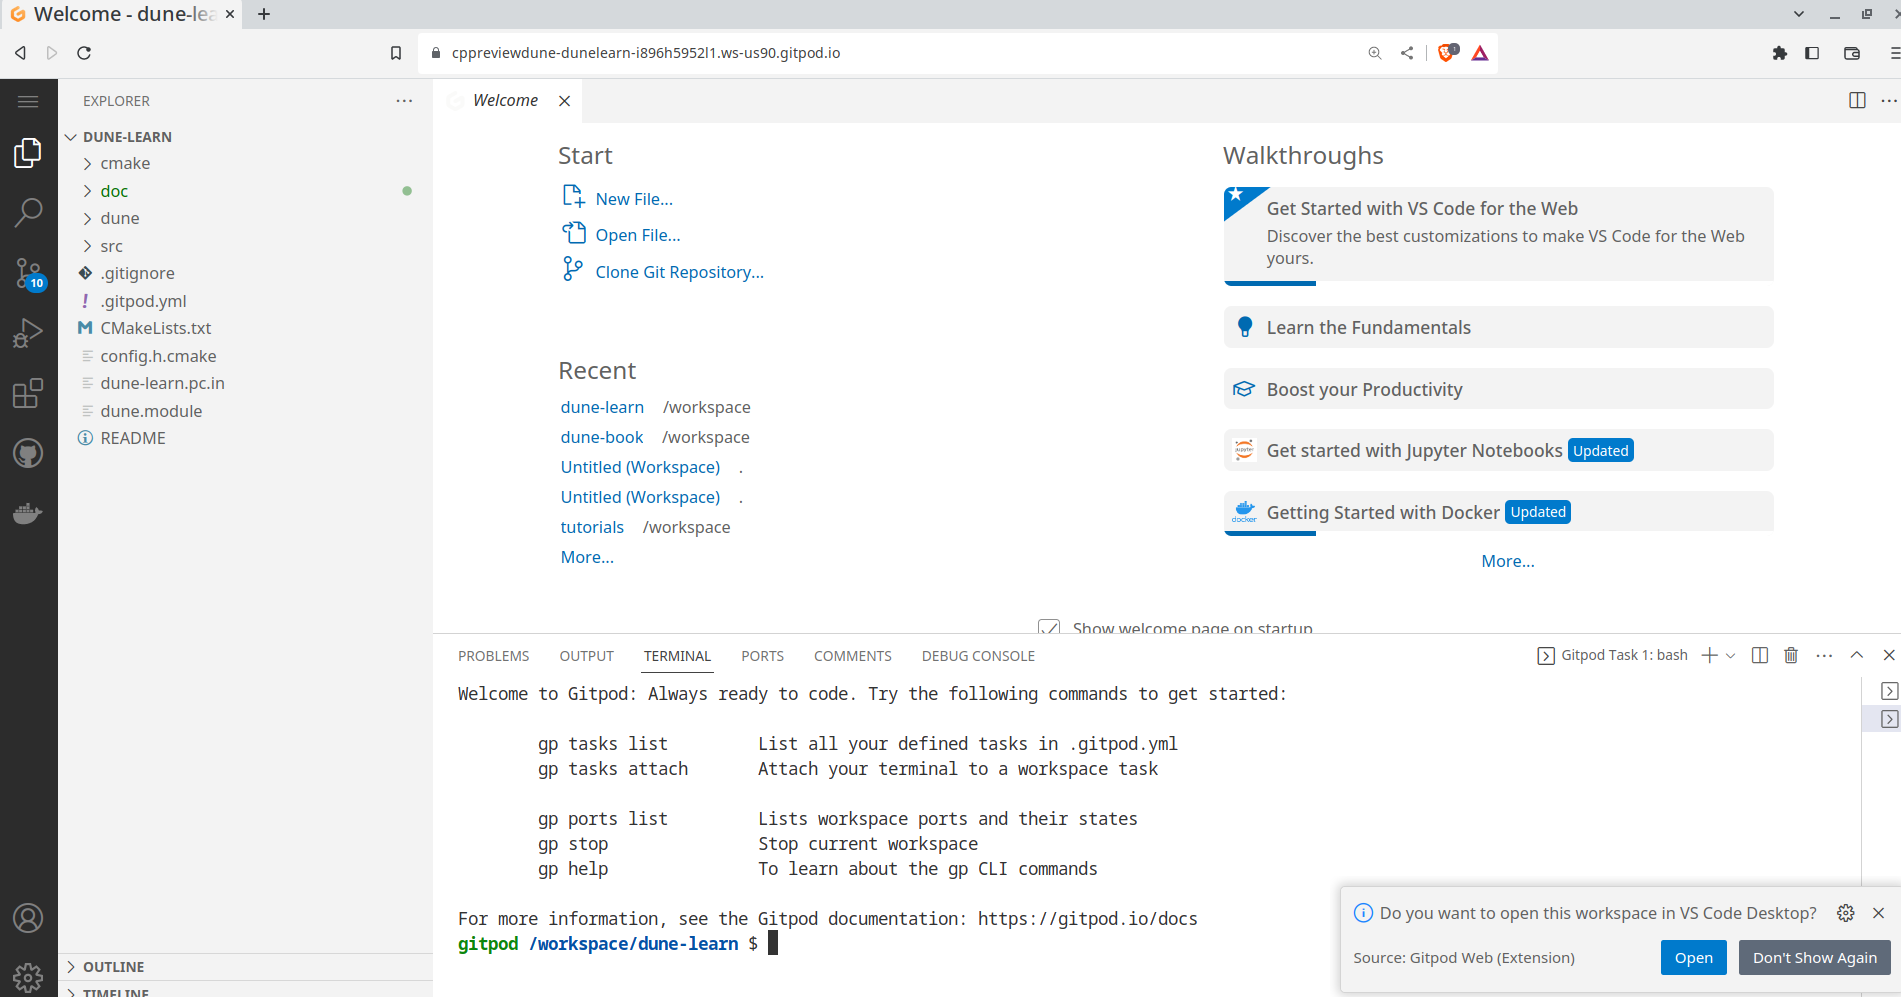 Welcome - dune-lea
cppreviewdune-dunelearn-i896h5952l1.ws-us90.gitpod.io
1
EXPLORER
DUNE-LEARN
cmake
doc
dune
src
.gitignore
10
! .gitpod.yml
M CMakeLists.txt
config.h.cmake
dune-learn.pc.in
dune.module
README
OUTLINE
TIMELINE
Welcome
Start
New File...
Open File...
Clone Git Repository...
Recent
dune-learn /workspace
dune-book /workspace
Untitled (Workspace) .
Untitled (Workspace) .
tutorials /workspace
More...
Walkthroughs
Get Started with VS Code for the Web
Discover the best customizations to make VS Code for the Web
yours.
Learn the Fundamentals
Boost your Productivity
jupyter
Get started with Jupyter Notebooks Updated
docker
Getting Started with Docker Updated
More...
Show welcome page on startup
PROBLEMS OUTPUT TERMINAL PORTS COMMENTS DEBUG CONSOLE
Gitpod Task 1: bash
Welcome to Gitpod: Always ready to code. Try the following commands to get started:
gp tasks list List all your defined tasks in .gitpod.yml
gp tasks attach Attach your terminal to a workspace task
gp ports list Lists workspace ports and their states
gp stop Stop current workspace
gp help To learn about the gp CLI commands
For more information, see the Gitpod documentation: https://gitpod.io/docs
gitpod /workspace/dune-learn $
Do you want to open this workspace in VS Code Desktop?
Source: Gitpod Web (Extension)
Open
Don't Show Again